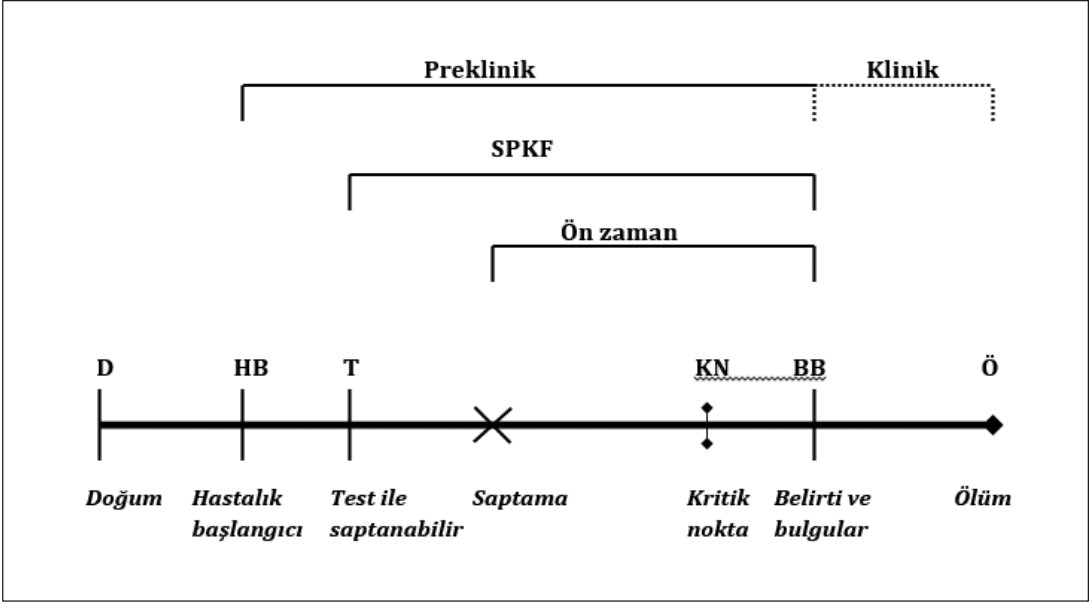 Preklinik Klinik
SPKF
Ön zaman
D HB T KN BB Ö
Doğum Hastalık başlangıcı Test ile saptanabilir Saptama Kritik nokta Belirti ve bulgular Ölüm